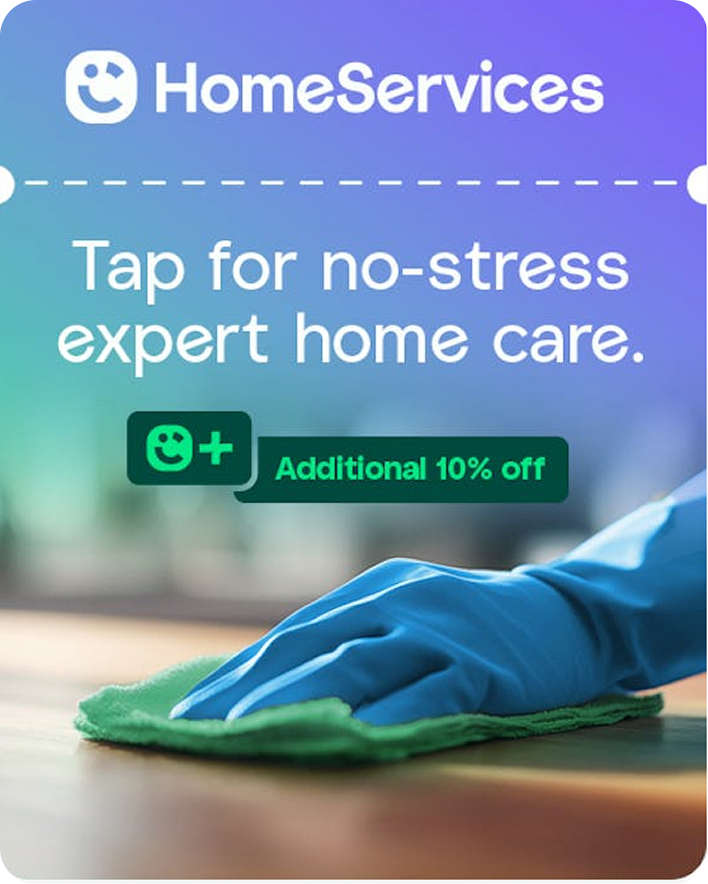 HomeServices
Tap for no-stress
expert home care.
+
Additional 10% off